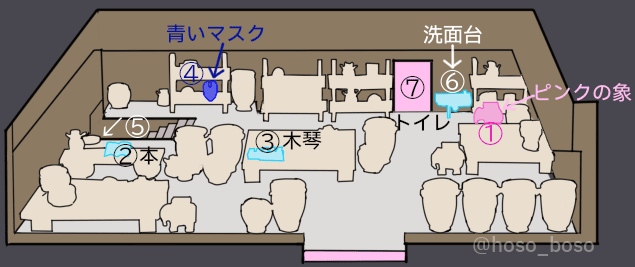 青いマスク
洗面台
④
⑦
⑥
ピンクの象
⑤
トイレ
①
②本
③木琴
@hoso_boso